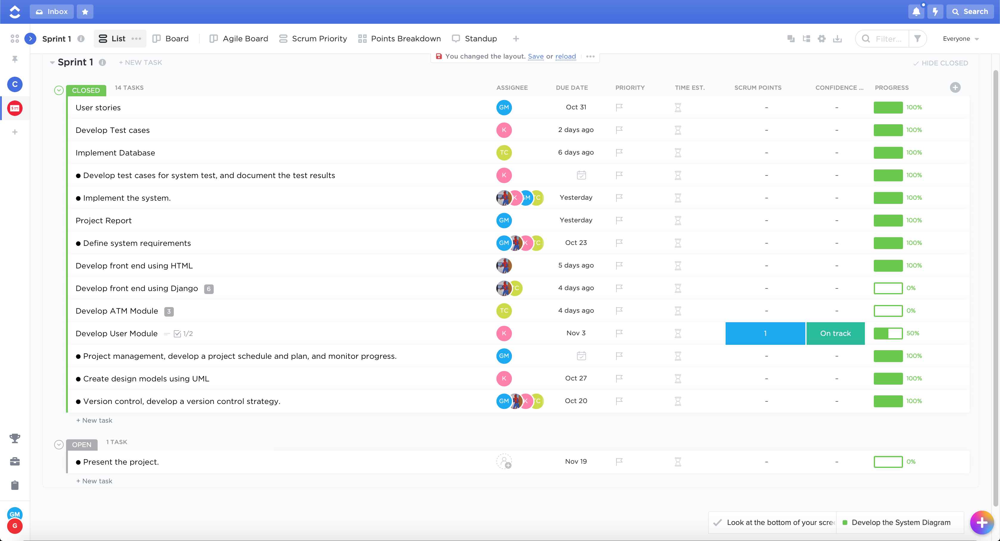 Inbox
Search
Sprint 1
List
Board
Agile Board
Scrum Priority
Points Breakdown
Standup
Filter...
Everyone
You changed the layout. Save or reload
Sprint 1
+ NEW TASK
HIDE CLOSED
C
CLOSED
14 TASKS
ASSIGNEE
DUE DATE
PRIORITY
TIME EST.
SCRUM POINTS
CONFIDENCE ...
PROGRESS
User stories GM Oct 31 – – 100%
Develop Test cases K 2 days ago – – 100%
Implement Database TC 6 days ago – – 100%
● Develop test cases for system test, and document the test results K – – 100%
● Implement the system. K GM TC Yesterday – – 100%
Project Report GM Yesterday – – 100%
● Define system requirements GM K TC Oct 23 – – 100%
Develop front end using HTML 5 days ago – – 100%
Develop front end using Django 6 TC 4 days ago – – 0%
Develop ATM Module 3 TC 4 days ago – – 0%
Develop User Module 1/2 K Nov 3 1 On track 50%
● Project management, develop a project schedule and plan, and monitor progress. GM – – 100%
● Create design models using UML K Oct 27 – – 100%
● Version control, develop a version control strategy. GM K TC Oct 20 – – 100%
+ New task
OPEN
1 TASK
● Present the project. Nov 19 – – 0%
+ New task
GM
G
Look at the bottom of your scree
Develop the System Diagram